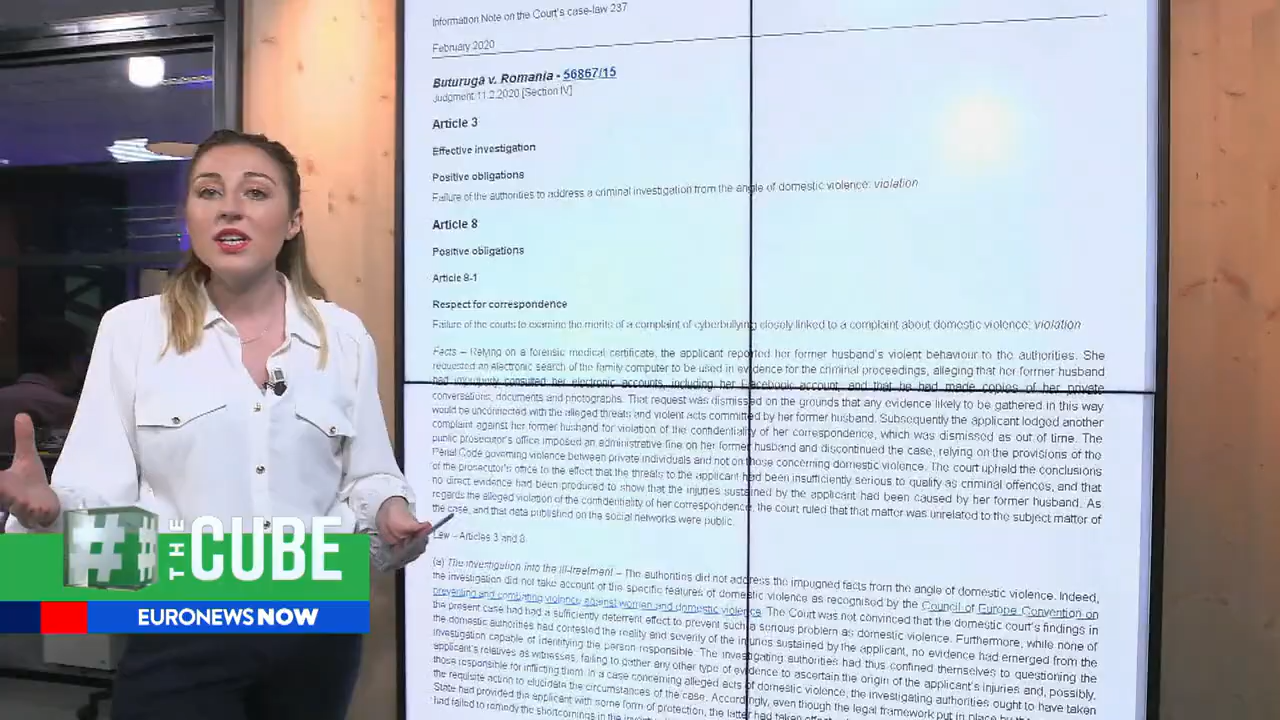 Information Note on the Court's case-law 237
February 2020
Buturugă v. Romania - 56867/15
Judgment 11.2.2020 [Section IV]
Article 3
Effective investigation
Positive obligations
Failure of the authorities to address a criminal investigation from the angle of domestic violence: violation
Article 8
Positive obligations
Article 8-1
Respect for correspondence
Failure of the courts to examine the merits of a complaint of cyberbullying closely linked to a complaint about domestic violence: violation
Facts – Relying on a forensic medical certificate, the applicant reported her former husband's violent behaviour to the authorities. She
requested an electronic search of the family computer to be used in evidence for the criminal proceedings, alleging that her former husband
had improperly consulted her electronic accounts, including her Facebook account, and that he had made copies of her private
conversations, documents and photographs. That request was dismissed on the grounds that any evidence likely to be gathered in this way
would be unconnected with the alleged threats and violent acts committed by her former husband. Subsequently the applicant lodged another
complaint against her former husband for violation of the confidentiality of her correspondence, which was dismissed as out of time. The
public prosecutor's office imposed an administrative fine on her former husband and discontinued the case, relying on the provisions of the
Penal Code governing violence between private individuals and not on those concerning domestic violence. The court upheld the conclusions
of the prosecutor's office to the effect that the threats to the applicant had been insufficiently serious to qualify as criminal offences, and that
no direct evidence had been produced to show that the injuries sustained by the applicant had been caused by her former husband. As
regards the alleged violation of the confidentiality of her correspondence, the court ruled that that matter was unrelated to the subject matter of
the case, and that data published on the social networks were public.
Law – Articles 3 and 8
(a) The investigation into the ill-treatment – The authorities did not address the impugned facts from the angle of domestic violence. Indeed,
the investigation did not take account of the specific features of domestic violence as recognised by the Council of Europe Convention on
preventing and combating violence against women and domestic violence. The Court was not convinced that the domestic court's findings in
the present case had had a sufficiently deterrent effect to prevent such a serious problem as domestic violence. Furthermore, while none of
the domestic authorities had contested the reality and severity of the injuries sustained by the applicant, no evidence had emerged from the
investigation capable of identifying the person responsible. The investigating authorities had thus confined themselves to questioning the
applicant's relatives as witnesses, failing to gather any other type of evidence to ascertain the origin of the applicant's injuries and, possibly,
those responsible for inflicting them. In a case concerning alleged acts of domestic violence, the investigating authorities ought to have taken
the requisite action to elucidate the circumstances of the case. Accordingly, even though the legal framework put in place by the
State had provided the applicant with some form of protection, the latter had taken
had failed to remedy the shortcomings in the
# # THE CUBE
EURONEWS NOW